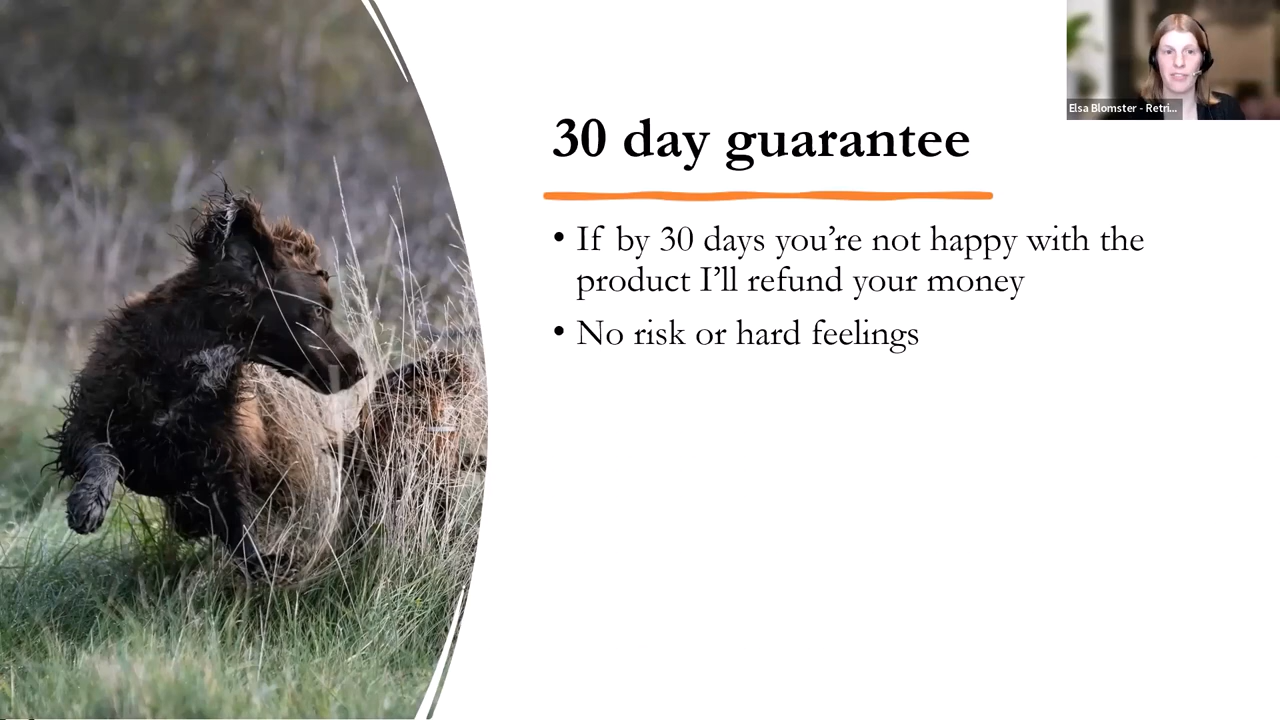 Elsa Blomster - Retri...
30 day guarantee
• If by 30 days you’re not happy with the
product I’ll refund your money
• No risk or hard feelings